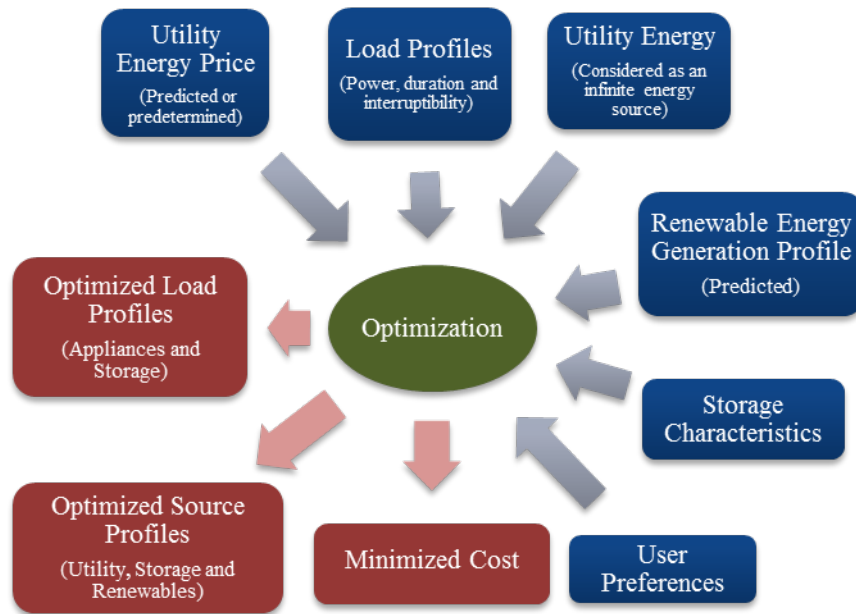 Utility
Energy Price
(Predicted or
predetermined)
Load Profiles
(Power, duration and
interruptibility)
Utility Energy
(Considered as an
infinite energy
source)
Renewable Energy
Generation Profile
(Predicted)
Optimized Load
Profiles
(Appliances and
Storage)
Optimization
Storage
Characteristics
Optimized Source
Profiles
(Utility, Storage and
Renewables)
Minimized Cost
User
Preferences